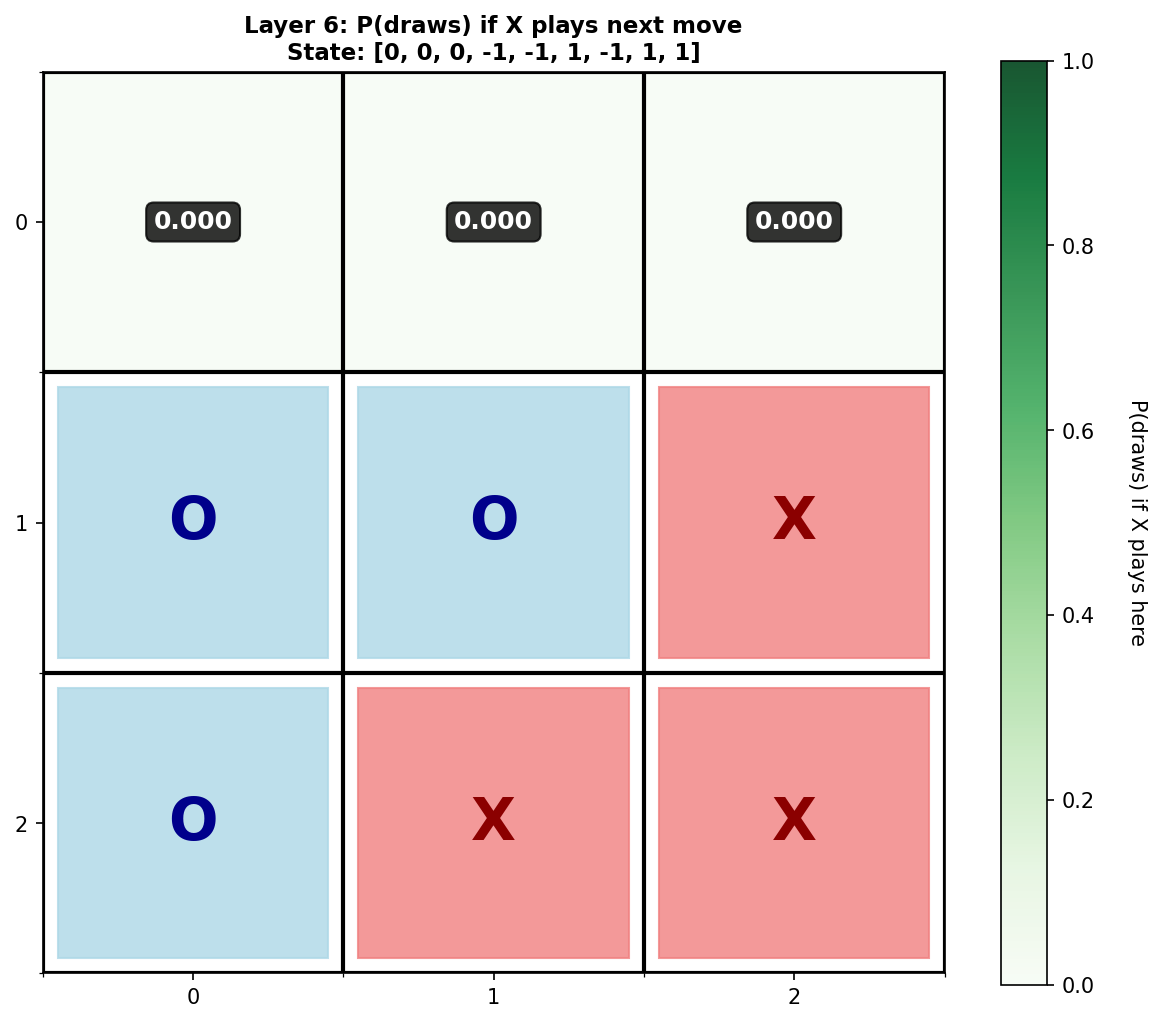 Layer 6: P(draws) if X plays next move
State: [0, 0, 0, -1, -1, 1, -1, 1, 1]
0.000 0.000 0.000
O O X
O X X
0
1
2
0 1 2
1.0
0.8
0.6
0.4
0.2
0.0
P(draws) if X plays here